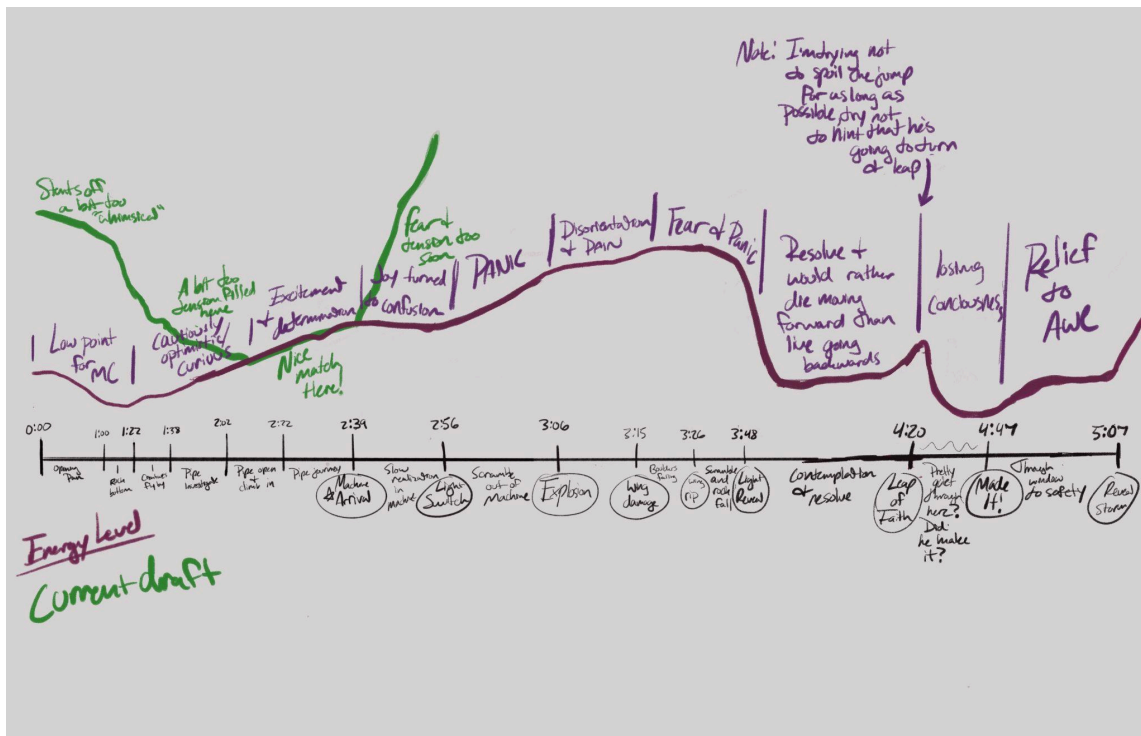 Note: I'm trying not
to spoil the jump
for as long as
possible, try not
to hint that he's
going to turn
& leap
Starts off
a bit too
"whimsical"
A bit too
tension filled
here
Nice
match
Here!
fear &
tension too
soon
Low point
for MC
cautiously
optimistic/
curious
Excitement
+
determination
Joy turned
to confusion
PANIC
Disorientation
+ PAIN
Fear & Panic
Resolve +
would rather
die moving
forward than
live going
backwards
losing
conciousness
Relief
to
Awe
0:00
1:00
1:22
1:38
2:02
2:22
2:39
2:56
3:06
3:15
3:26
3:48
4:20
4:47
5:07
opening
Rock
bottom
Pipe
investigate
Pipe open
+
climb in
Pipe journey
Machine
Arrival
Slow
realization
in
machine
Light
Switch
Scramble
out of
machine
Explosion
Wing
damage
Boulders
falling
Wing
rip
Scramble
and
rock
fall
Light
Reveal
contemplation
& resolve
Leap
of
Faith
Pretty
quiet
through
here?
Did
he make
it?
Made
It!
Through
window
to safety
Reveal
Storm
Energy Level
Current draft